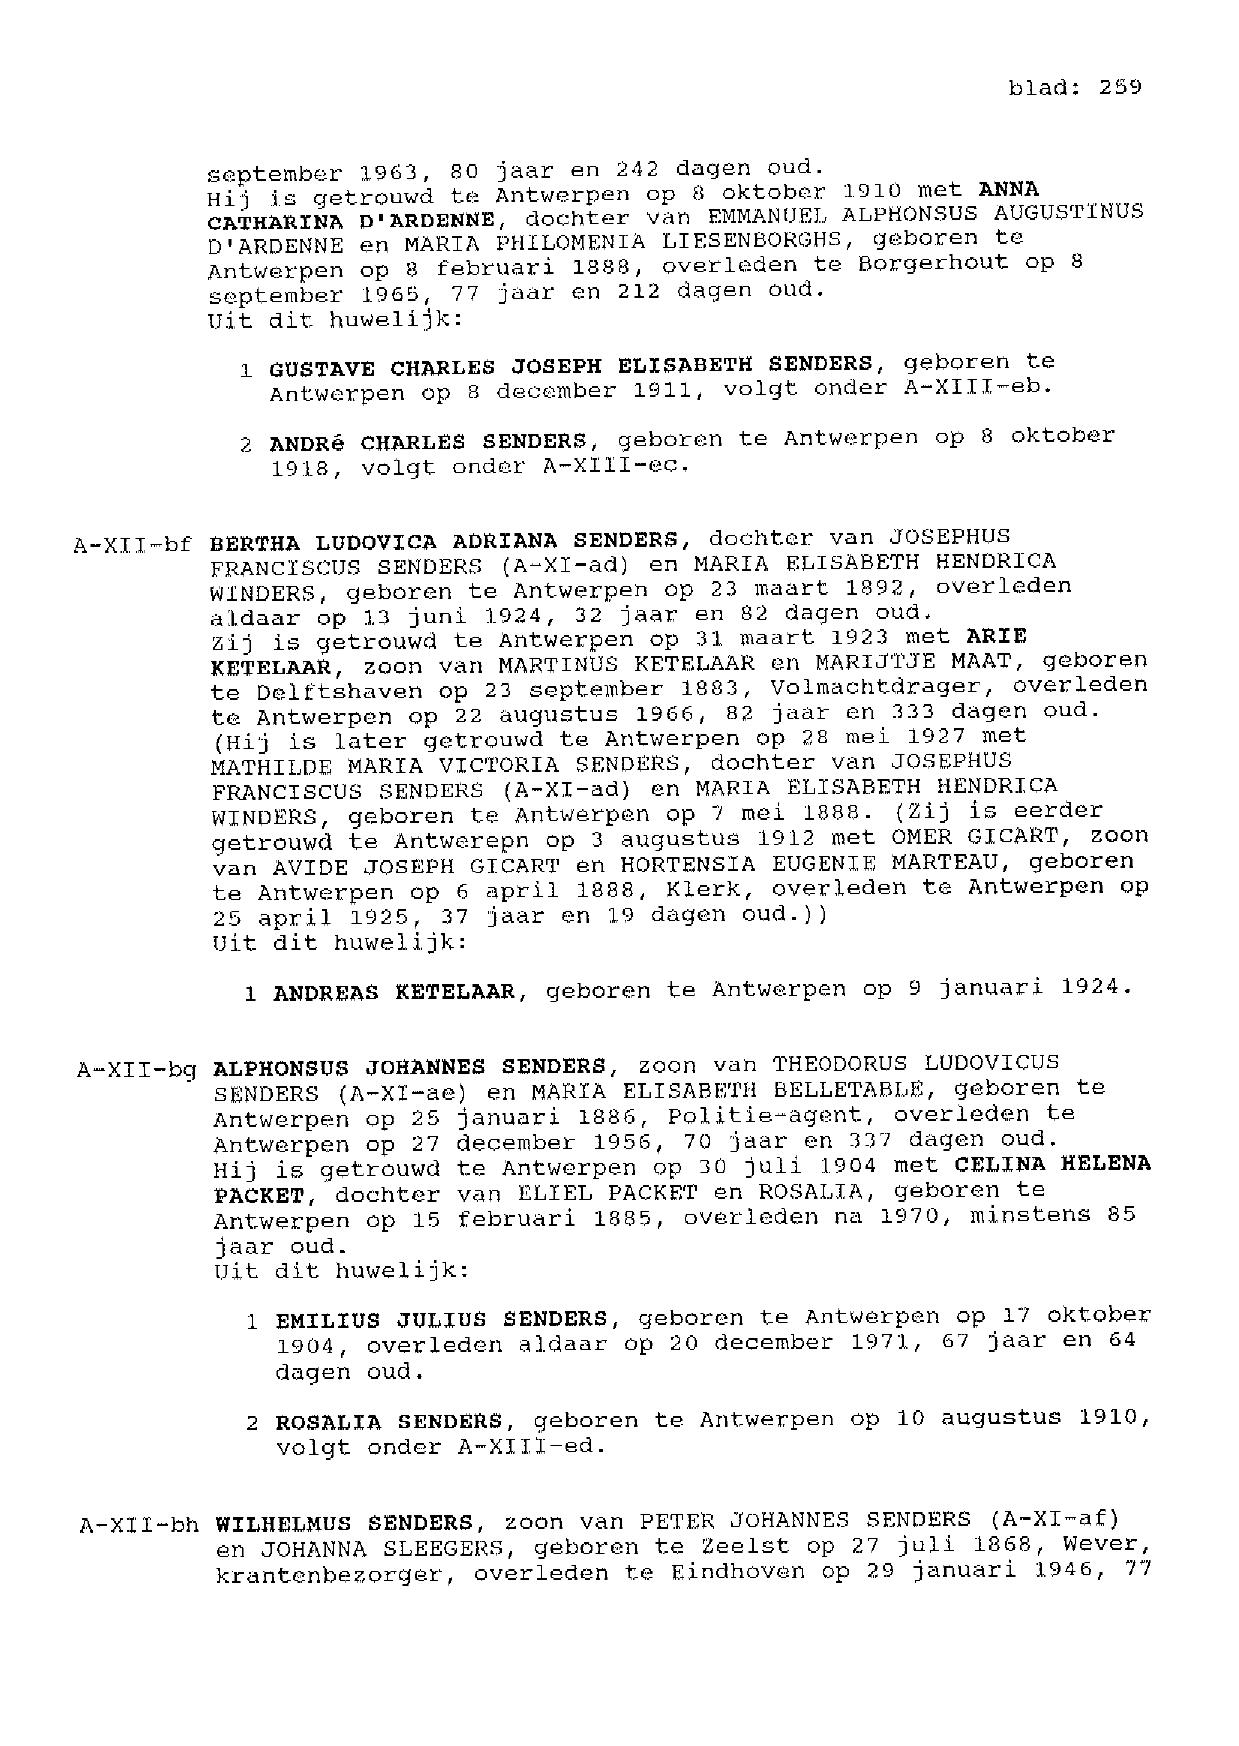 blad: 259
september 1963, 80 jaar en 242 dagen oud.
Hij is getrouwd te Antwerpen op 8 oktober 1910 met ANNA
CATHARINA D'ARDENNE, dochter van EMMANUEL ALPHONSUS AUGUSTINUS
D'ARDENNE en MARIA PHILOMENIA LIESENBORGHS, geboren te
Antwerpen op 8 februari 1888, overleden te Borgerhout op 8
september 1965, 77 jaar en 212 dagen oud.
Uit dit huwelijk:
1 GUSTAVE CHARLES JOSEPH ELISABETH SENDERS, geboren te
Antwerpen op 8 december 1911, volgt onder A-XIII-eb.
2 ANDRé CHARLES SENDERS, geboren te Antwerpen op 8 oktober
1918, volgt onder A-XIII-ec.
A-XII-bf BERTHA LUDOVICA ADRIANA SENDERS, dochter van JOSEPHUS
FRANCISCUS SENDERS (A-XI-ad) en MARIA ELISABETH HENDRICA
WINDERS, geboren te Antwerpen op 23 maart 1892, overleden
aldaar op 13 juni 1924, 32 jaar en 82 dagen oud.
Zij is getrouwd te Antwerpen op 31 maart 1923 met ARIE
KETELAAR, zoon van MARTINUS KETELAAR en MARIJTJE MAAT, geboren
te Delftshaven op 23 september 1883, Volmachtdrager, overleden
te Antwerpen op 22 augustus 1966, 82 jaar en 333 dagen oud.
(Hij is later getrouwd te Antwerpen op 28 mei 1927 met
MATHILDE MARIA VICTORIA SENDERS, dochter van JOSEPHUS
FRANCISCUS SENDERS (A-XI-ad) en MARIA ELISABETH HENDRICA
WINDERS, geboren te Antwerpen op 7 mei 1888. (Zij is eerder
getrouwd te Antwerepn op 3 augustus 1912 met OMER GICART, zoon
van AVIDE JOSEPH GICART en HORTENSIA EUGENIE MARTEAU, geboren
te Antwerpen op 6 april 1888, Klerk, overleden te Antwerpen op
25 april 1925, 37 jaar en 19 dagen oud.))
Uit dit huwelijk:
1 ANDREAS KETELAAR, geboren te Antwerpen op 9 januari 1924.
A-XII-bg ALPHONSUS JOHANNES SENDERS, zoon van THEODORUS LUDOVICUS
SENDERS (A-XI-ae) en MARIA ELISABETH BELLETABLE, geboren te
Antwerpen op 25 januari 1886, Politie-agent, overleden te
Antwerpen op 27 december 1956, 70 jaar en 337 dagen oud.
Hij is getrouwd te Antwerpen op 30 juli 1904 met CELINA HELENA
PACKET, dochter van ELIEL PACKET en ROSALIA, geboren te
Antwerpen op 15 februari 1885, overleden na 1970, minstens 85
jaar oud.
Uit dit huwelijk:
1 EMILIUS JULIUS SENDERS, geboren te Antwerpen op 17 oktober
1904, overleden aldaar op 20 december 1971, 67 jaar en 64
dagen oud.
2 ROSALIA SENDERS, geboren te Antwerpen op 10 augustus 1910,
volgt onder A-XIII-ed.
A-XII-bh WILHELMUS SENDERS, zoon van PETER JOHANNES SENDERS (A-XI-af)
en JOHANNA SLEEGERS, geboren te Zeelst op 27 juli 1868, Wever,
krantenbezorger, overleden te Eindhoven op 29 januari 1946, 77